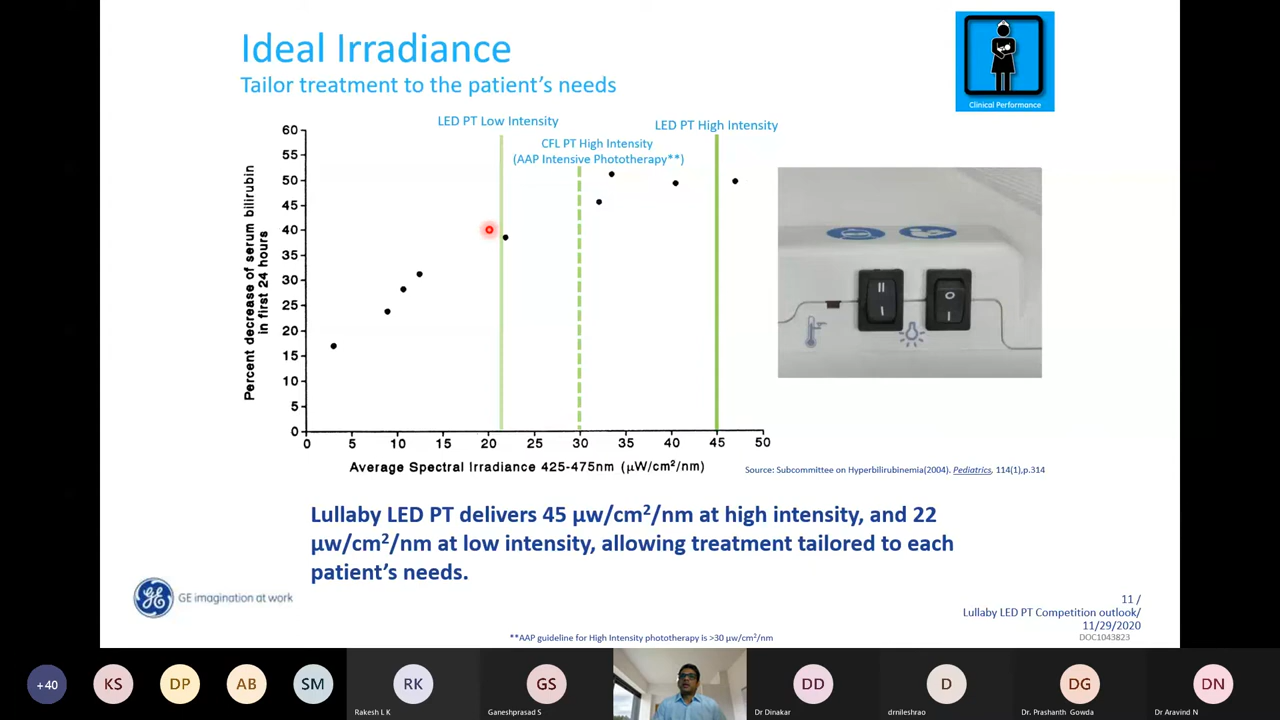 Ideal Irradiance
Tailor treatment to the patient's needs
Clinical Performance
LED PT Low Intensity
LED PT High Intensity
CFL PT High Intensity
(AAP Intensive Phototherapy**)
60
55
50
45
40
35
30
25
20
15
10
5
0
Percent decrease of serum bilirubin
in first 24 hours
0 5 10 15 20 25 30 35 40 45 50
Average Spectral Irradiance 425-475nm (μW/cm²/nm)
II
I
O
I
Source: Subcommittee on Hyperbilirubinemia(2004). Pediatrics, 114(1),p.314
Lullaby LED PT delivers 45 μw/cm²/nm at high intensity, and 22
μw/cm²/nm at low intensity, allowing treatment tailored to each
patient's needs.
GE imagination at work
11 /
Lullaby LED PT Competition outlook/
11/29/2020
DOC1043823
**AAP guideline for High Intensity phototherapy is >30 μw/cm²/nm
+40
KS
DP
AB
SM
RK
Rakesh L K
GS
Ganeshprasad S
DD
Dr Dinakar
D
drnileshrao
DG
Dr. Prashanth Gowda
DN
Dr Aravind N